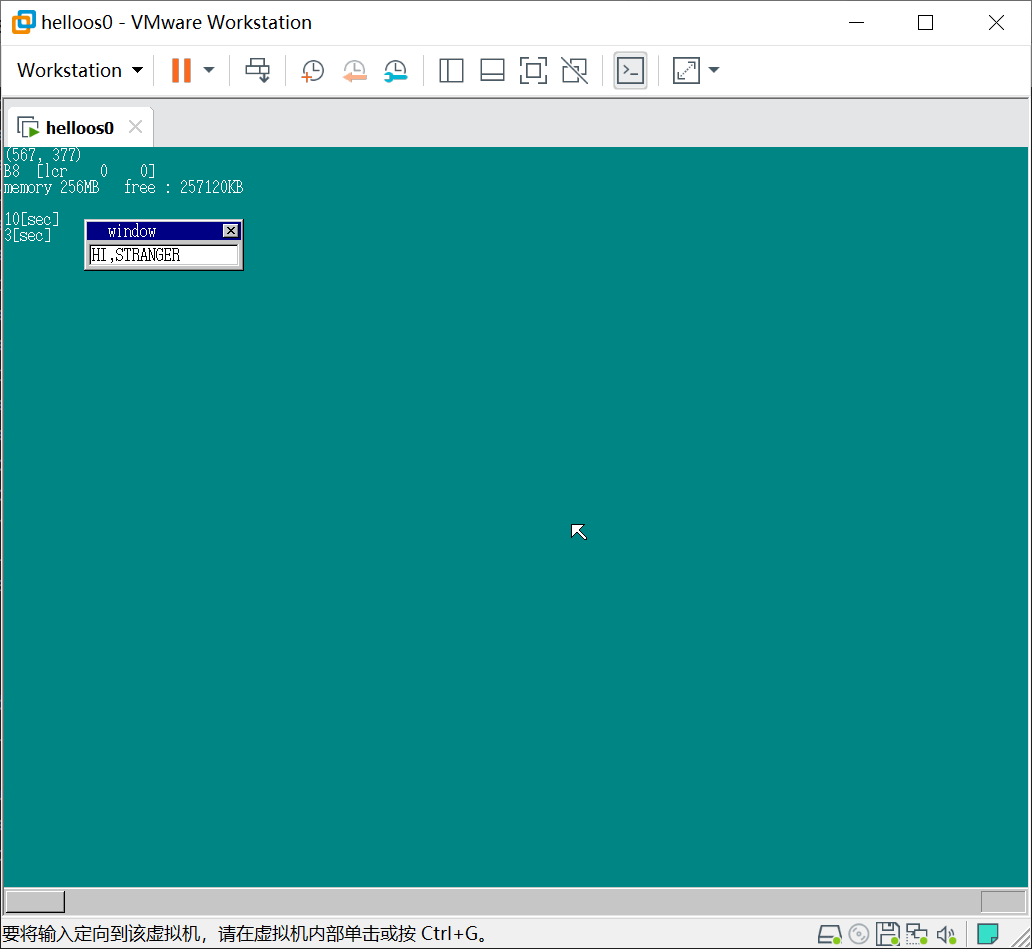 helloos0 - VMware Workstation
Workstation
helloos0
(567, 377)
B8  [lcr    0    0]
memory 256MB   free : 257120KB
10[sec]
3[sec]
window
HI,STRANGER
要将输入定向到该虚拟机，请在虚拟机内部单击或按 Ctrl+G。